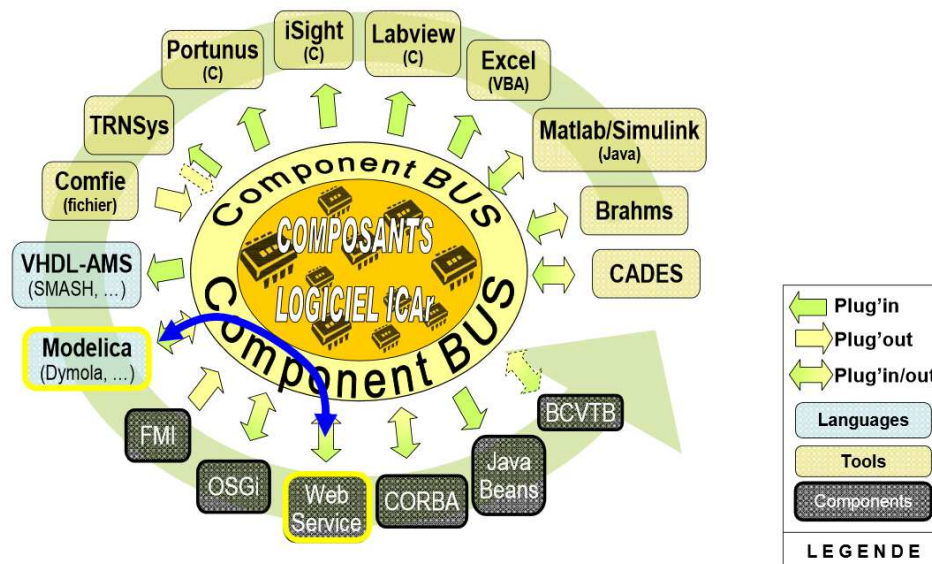 iSight
(C)
Labview
(C)
Portunus
(C)
Excel
(VBA)
TRNSys
Matlab/Simulink
(Java)
Comfie
(fichier)
Brahms
VHDL-AMS
(SMASH, ...)
CADES
Modelica
(Dymola, ...)
Component BUS
COMPOSANTS
LOGICIEL ICAr
Component BUS
FMI
OSGi
Web
Service
CORBA
Java
Beans
BCVTB
Plug'in
Plug'out
Plug'in/out
Languages
Tools
Components
LEGENDE